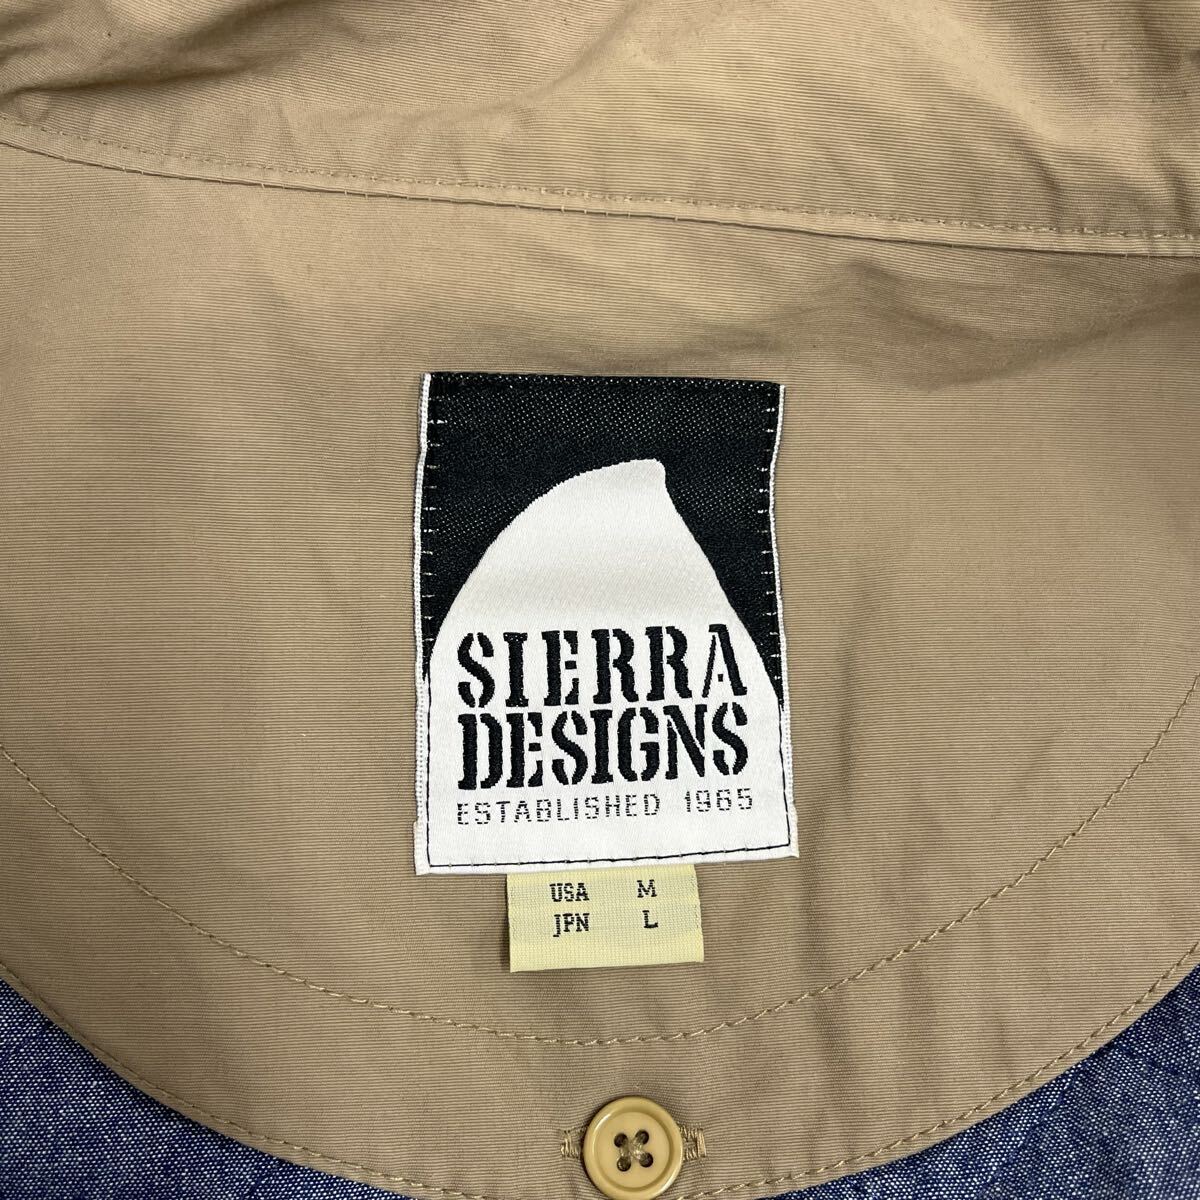 SIERRA
DESIGNS
ESTABLISHED 1965
USA M
JPN L